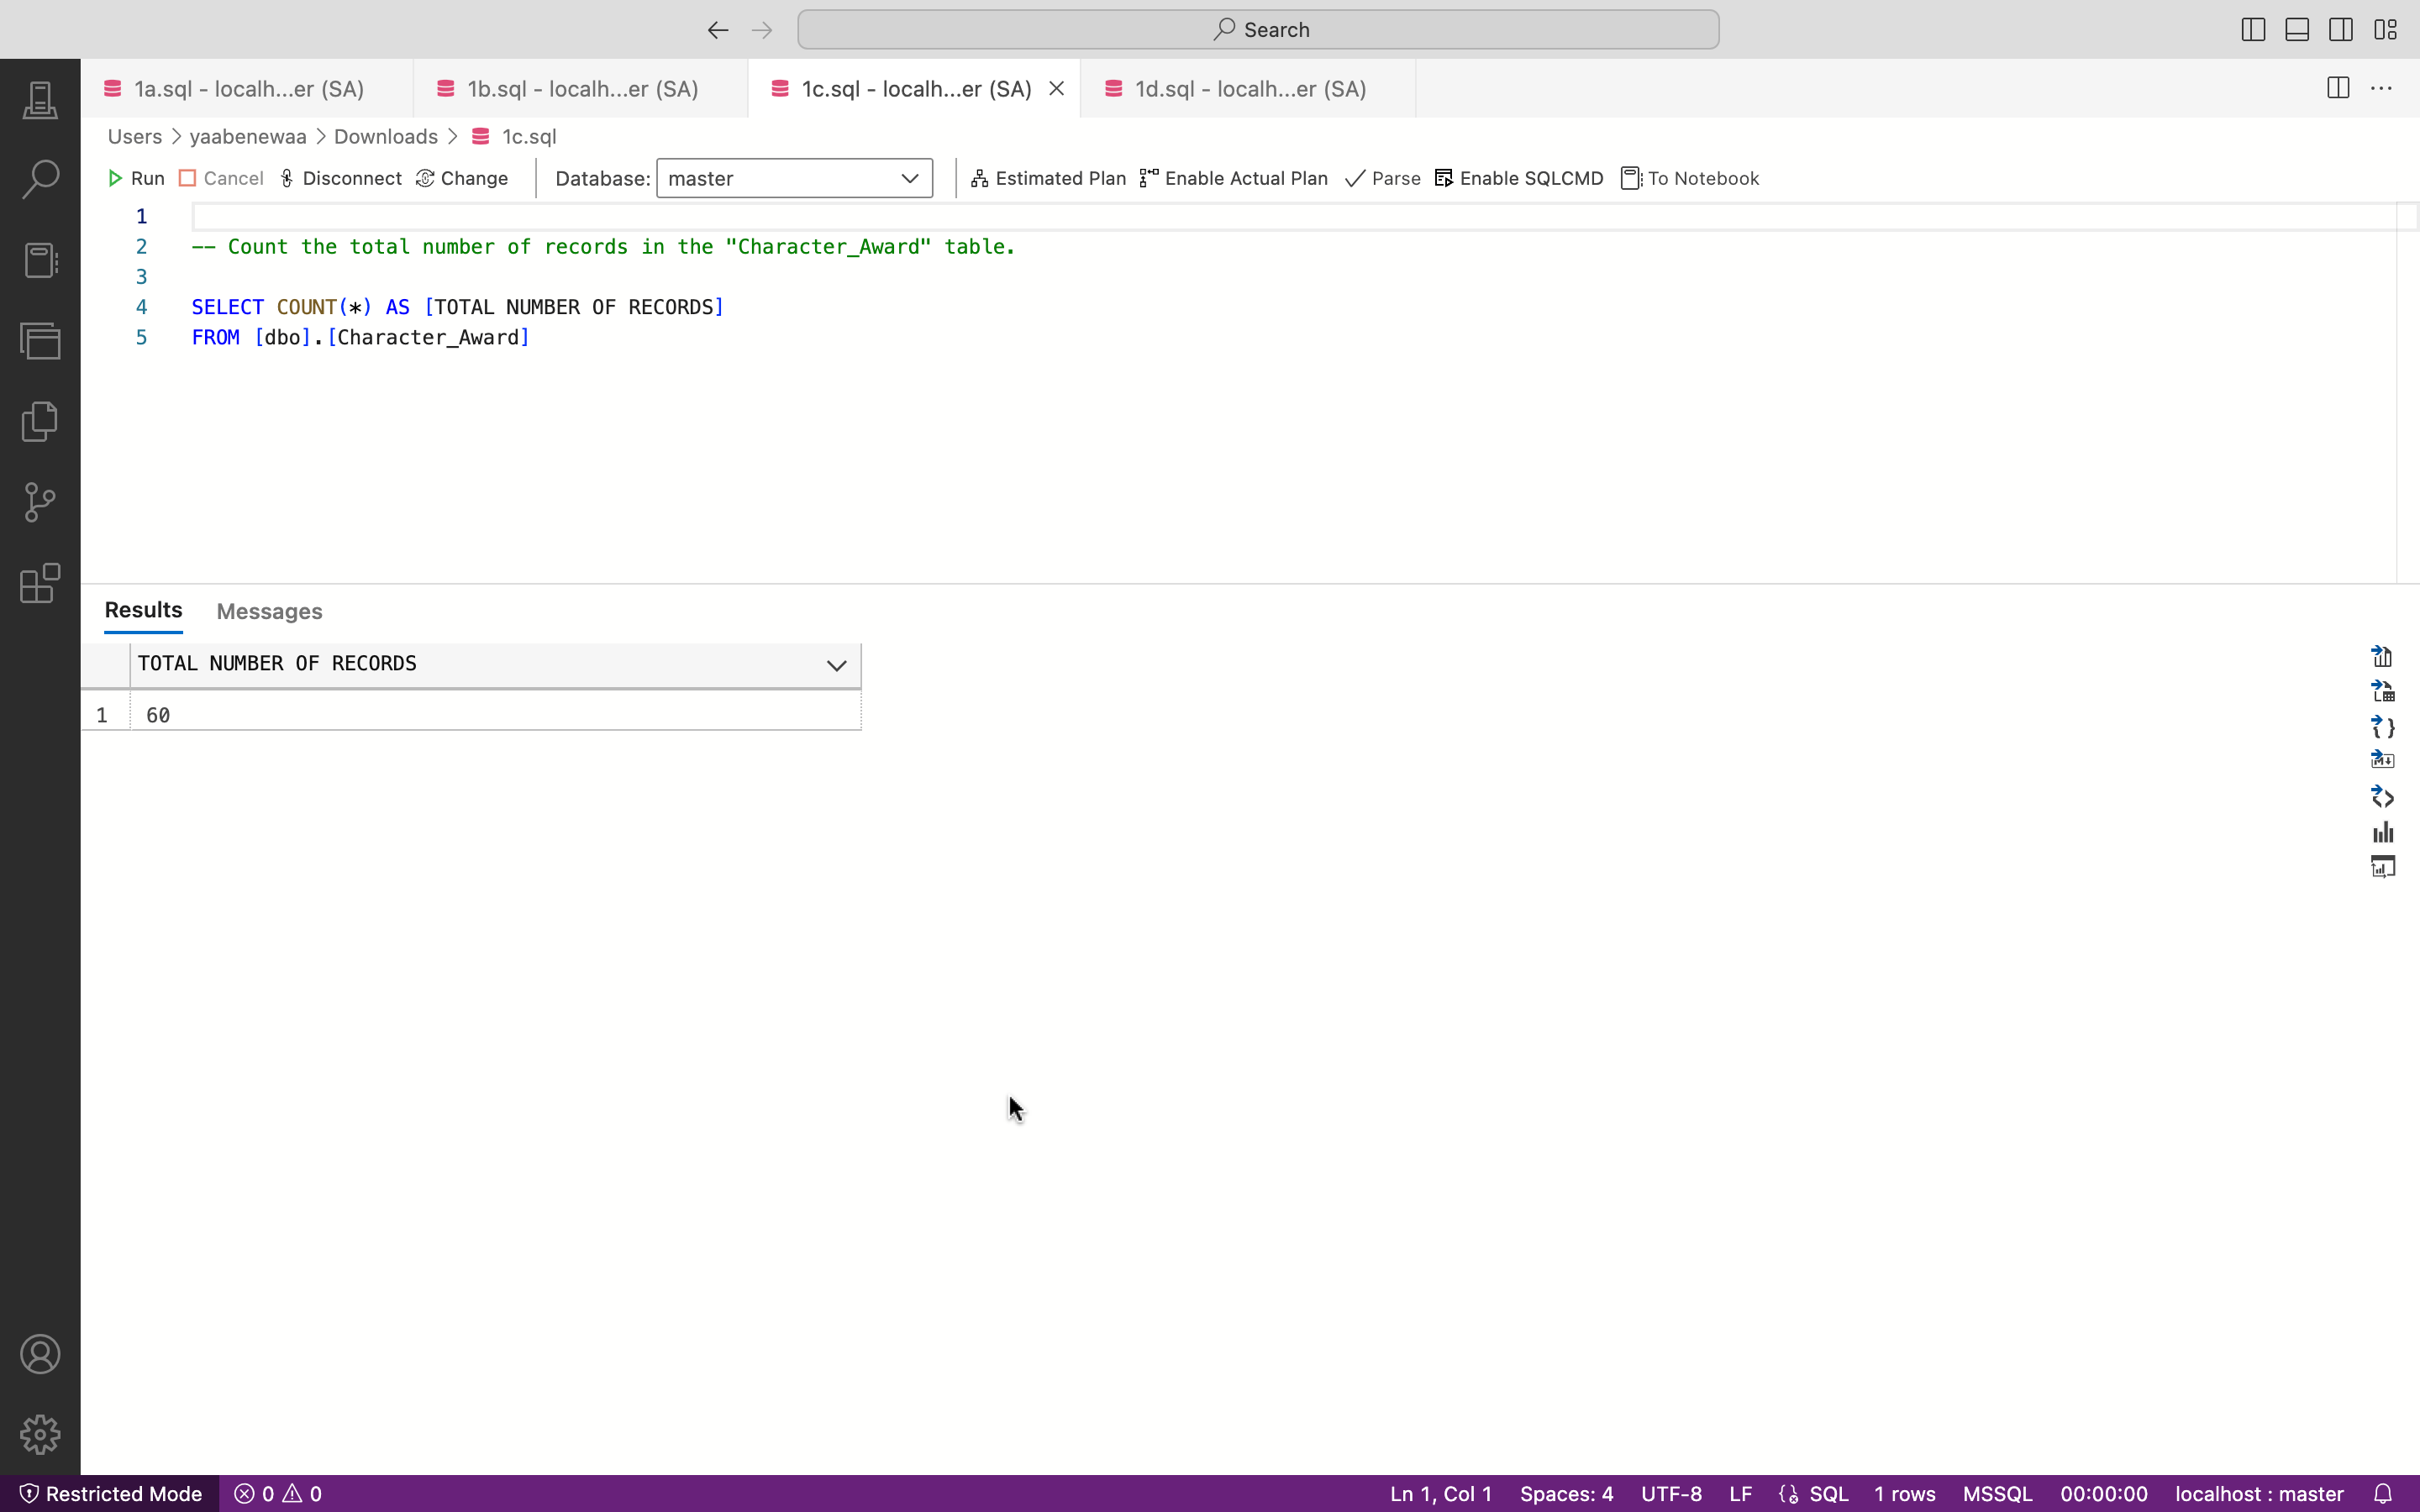 Search
1a.sql - localh...er (SA)
1b.sql - localh...er (SA)
1c.sql - localh...er (SA)
1d.sql - localh...er (SA)
Users > yaabenewaa > Downloads > 1c.sql
Run Cancel Disconnect Change Database: master Estimated Plan Enable Actual Plan Parse Enable SQLCMD To Notebook
1
2 -- Count the total number of records in the "Character_Award" table.
3
4 SELECT COUNT(*) AS [TOTAL NUMBER OF RECORDS]
5 FROM [dbo].[Character_Award]
Results Messages
TOTAL NUMBER OF RECORDS
1 60
Restricted Mode 0 0 Ln 1, Col 1 Spaces: 4 UTF-8 LF SQL 1 rows MSSQL 00:00:00 localhost : master